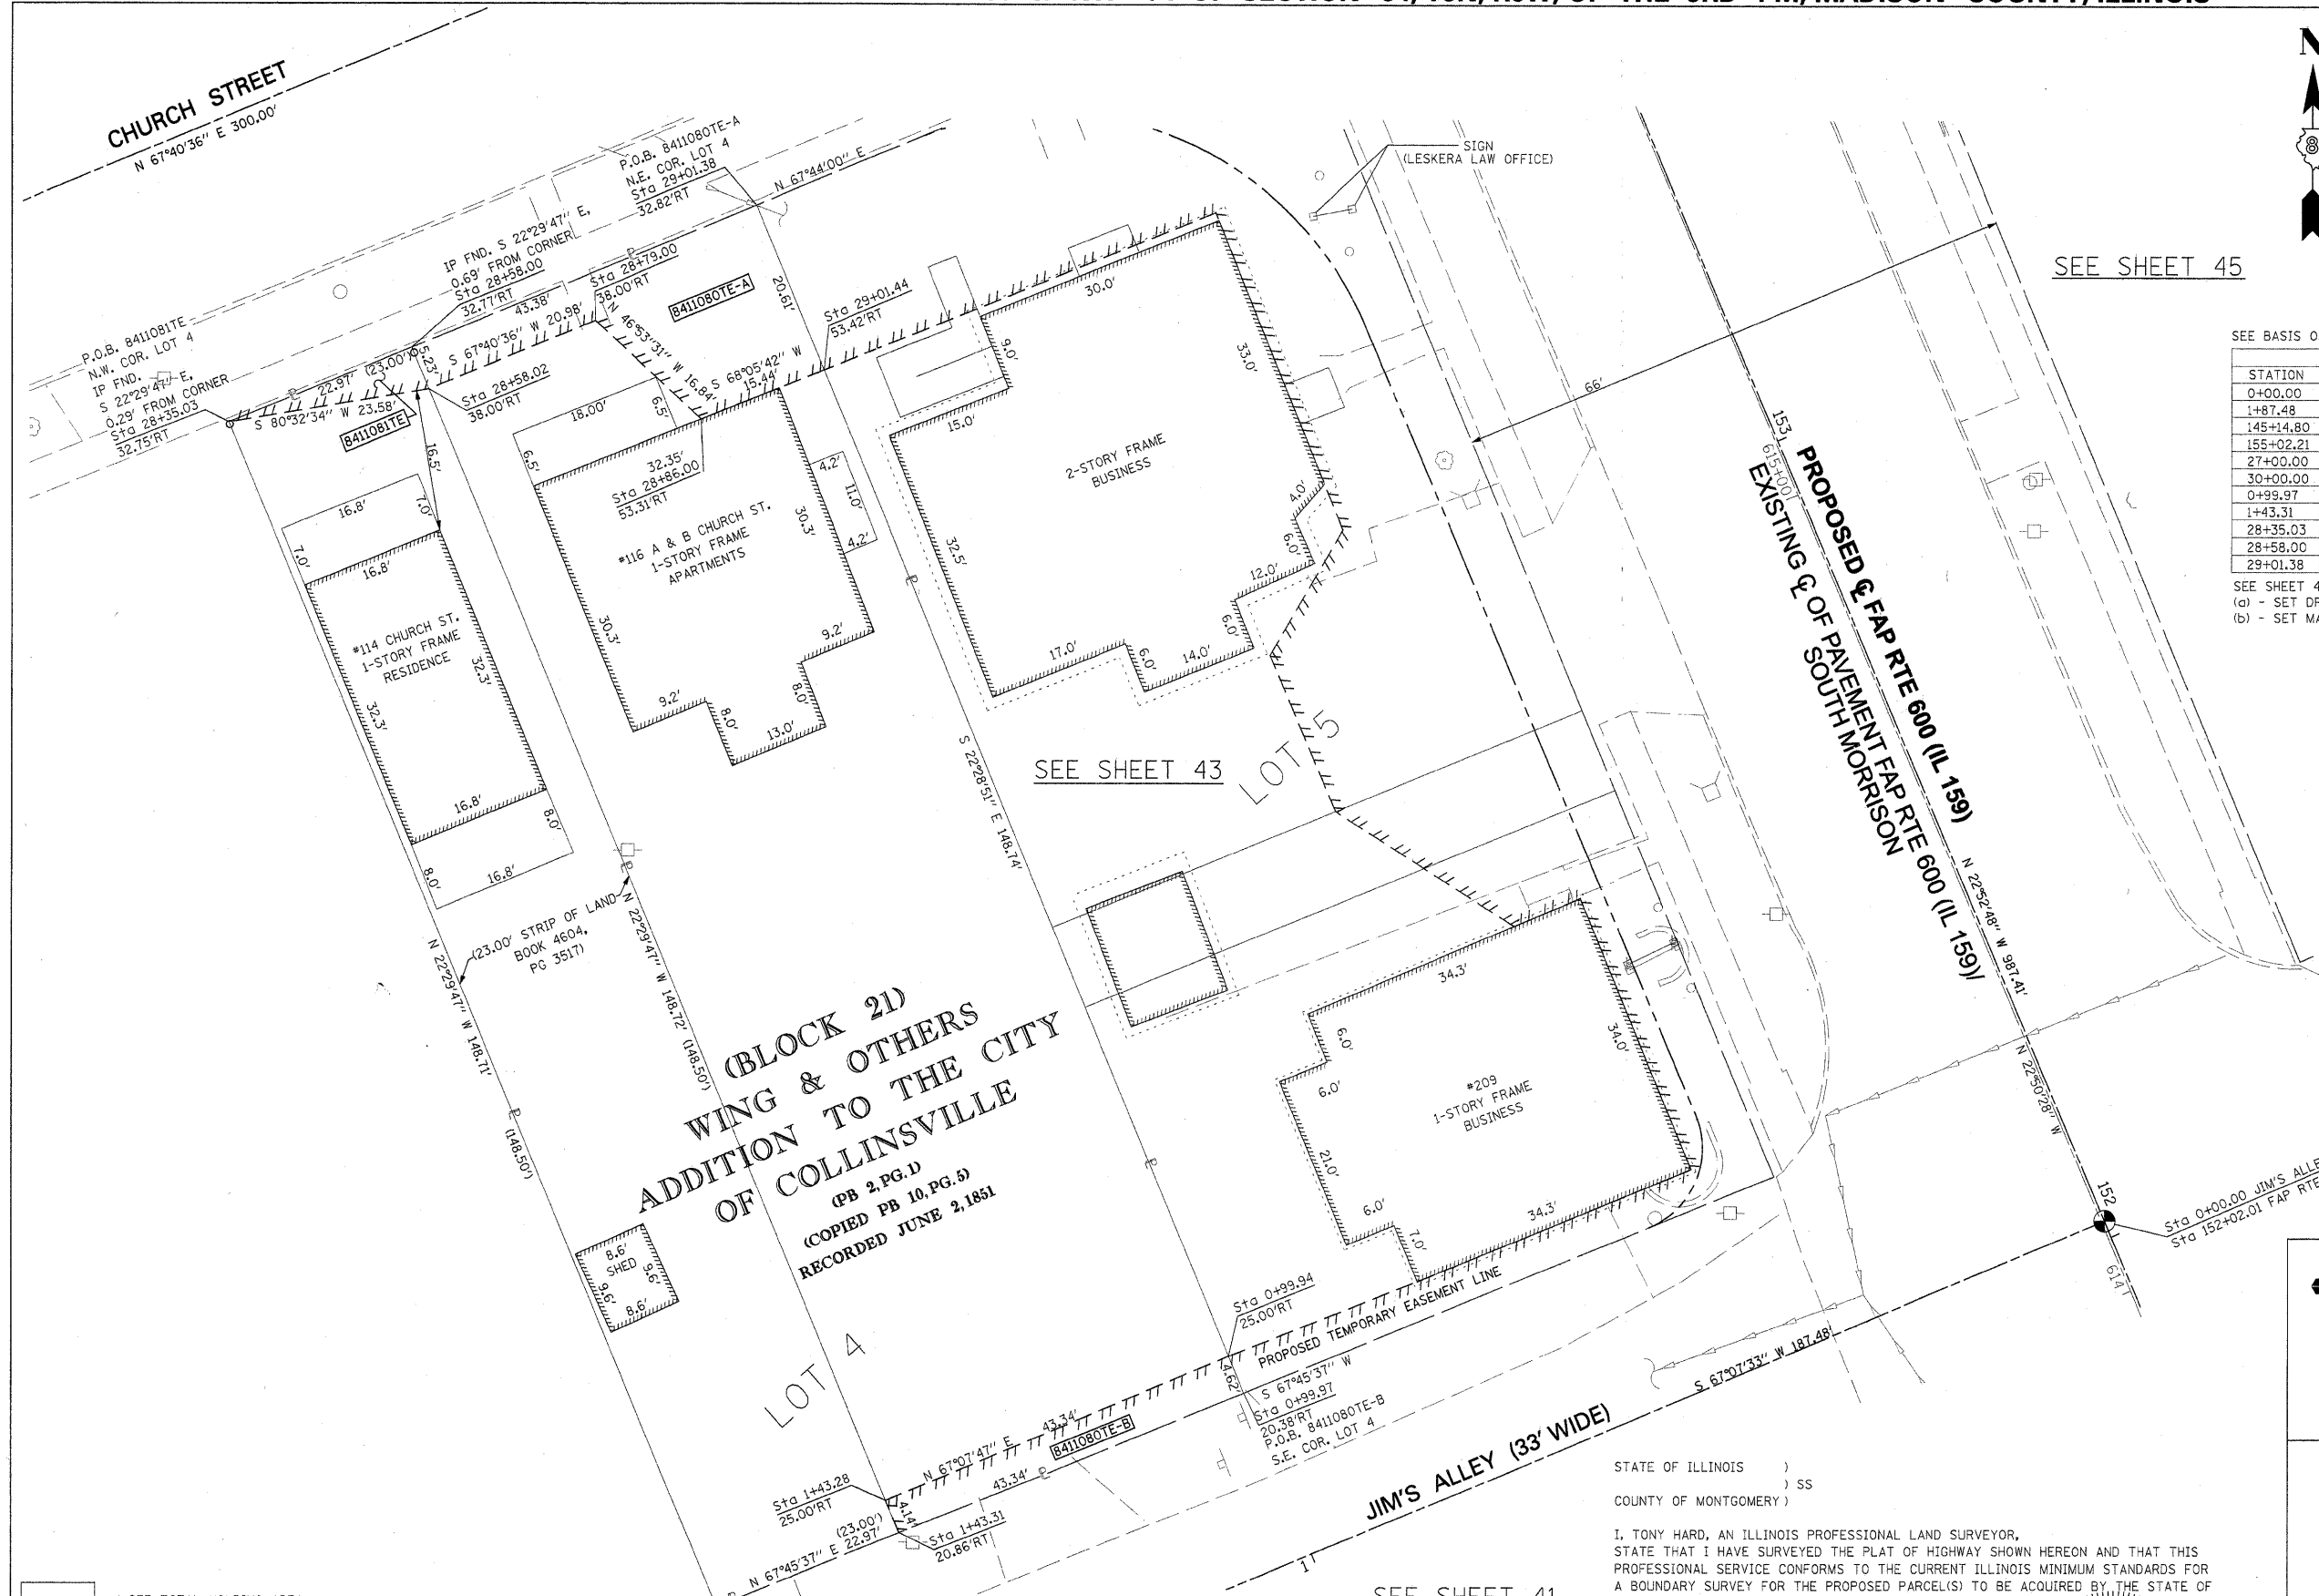 SECTION 34, T3N, R8W, OF THE 3RD PM, MADISON COUNTY, ILLINOIS
CHURCH STREET
N 67°40'36" E 300.00'
P.O.B. 8411080TE-A
N.E. COR. LOT 4
Sta 29+01.38
32.82'RT
N 67°44'00" E
IP FND. S 22°29'47" E,
0.69' FROM CORNER
Sta 28+58.00
32.77'RT
43.38'
Sta 28+79.00
38.00'RT
8411080TE-A
20.61'
Sta 29+01.44
53.42'RT
P.O.B. 8411081TE
N.W. COR. LOT 4
IP FND.
S 22°29'47" E,
0.29' FROM CORNER
Sta 28+35.03
32.75'RT
22.97' (23.00')
5.23'
S 67°40'36" W 20.98'
N 46°53'31" W 16.84'
S 68°05'42" W
15.44'
S 80°32'34" W 23.58'
8411081TE
Sta 28+58.02
38.00'RT
16.5'
18.00'
6.5'
6.5'
32.35'
Sta 28+86.00
53.31'RT
#116 A & B CHURCH ST.
1-STORY FRAME
APARTMENTS
4.2'
11.0'
4.2'
30.3'
30.3'
9.2'
8.0'
13.0'
8.0'
9.2'
16.8'
7.0'
7.0'
16.8'
#114 CHURCH ST.
1-STORY FRAME
RESIDENCE
32.3'
32.3'
16.8'
8.0'
8.0'
16.8'
(23.00' STRIP OF LAND
BOOK 4604,
PG 3517)
N 22°29'47" W 148.71'
(148.50')
N 22°29'47" W 148.72' (148.50')
SIGN
(LESKERA LAW OFFICE)
30.0'
9.0'
15.0'
33.0'
2-STORY FRAME
BUSINESS
32.5'
4.0'
6.0'
12.0'
6.0'
14.0'
6.0'
17.0'
66'
SEE SHEET 45
SEE BASIS O
STATION
0+00.00
1+87.48
145+14.80
155+02.21
27+00.00
30+00.00
0+99.97
1+43.31
28+35.03
28+58.00
29+01.38
SEE SHEET 4
(a) - SET DR
(b) - SET MA
153
615+00
PROPOSED ℄ FAP RTE 600 (IL 159)
EXISTING ℄ OF PAVEMENT FAP RTE 600 (IL 159)/
SOUTH MORRISON
N 22°52'48" W 987.41'
N 22°50'28" W
152
614
Sta 0+00.00 JIM'S ALLE
Sta 152+02.01 FAP RTE
SEE SHEET 43
LOT 5
S 22°28'51" E 148.74'
(BLOCK 21)
WING & OTHERS
ADDITION TO THE CITY
OF COLLINSVILLE
(PB 2, PG. 1)
(COPIED PB 10, PG. 5)
RECORDED JUNE 2, 1851
34.3'
6.0'
6.0'
34.0'
#209
1-STORY FRAME
BUSINESS
21.0'
6.0'
7.0'
34.3'
8.6'
SHED
9.6'
9.6'
8.6'
LOT 4
Sta 0+99.94
25.00'RT
PROPOSED TEMPORARY EASEMENT LINE
4.62'
S 67°45'37" W
Sta 0+99.97
20.38'RT
P.O.B. 8411080TE-B
S.E. COR. LOT 4
N 67°07'47" E 43.34'
8411080TE-B
43.34'
Sta 1+43.28
25.00'RT
4.14'
(23.00')
N 67°45'37" E 22.97'
Sta 1+43.31
20.86'RT
S 67°07'33" W 187.48'
JIM'S ALLEY (33' WIDE)
1
SEE SHEET 41
STATE OF ILLINOIS )
) SS
COUNTY OF MONTGOMERY )
I, TONY HARD, AN ILLINOIS PROFESSIONAL LAND SURVEYOR,
STATE THAT I HAVE SURVEYED THE PLAT OF HIGHWAY SHOWN HEREON AND THAT THIS
PROFESSIONAL SERVICE CONFORMS TO THE CURRENT ILLINOIS MINIMUM STANDARDS FOR
A BOUNDARY SURVEY FOR THE PROPOSED PARCEL(S) TO BE ACQUIRED BY THE STATE OF